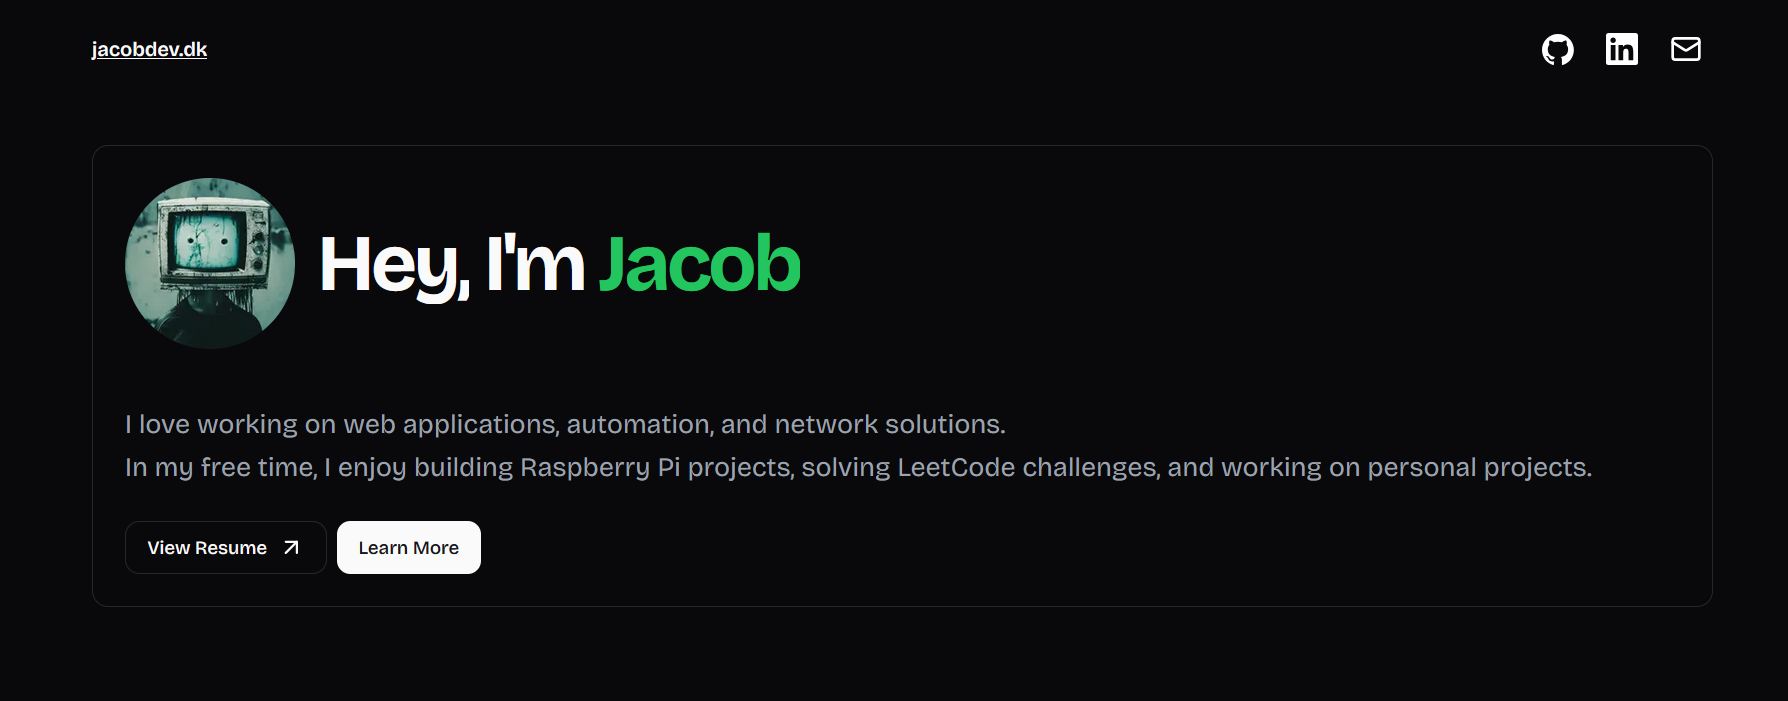 jacobdev.dk
Hey, I'm Jacob
I love working on web applications, automation, and network solutions.
In my free time, I enjoy building Raspberry Pi projects, solving LeetCode challenges, and working on personal projects.
View Resume
Learn More